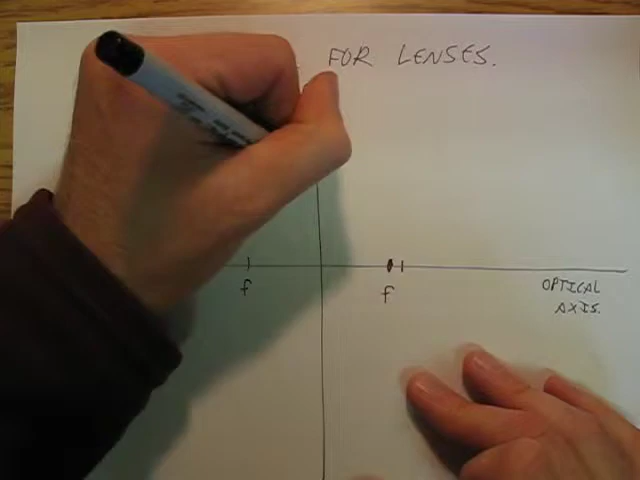 FOR LENSES.
f
f
OPTICAL
AXIS.